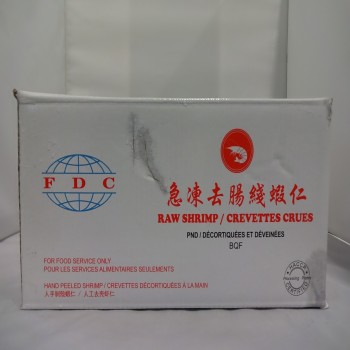 FDC
急凍去腸綫蝦仁
RAW SHRIMP / CREVETTES CRUES
PND / DÉCORTIQUÉES ET DÉVEINÉES
BQF
FOR FOOD SERVICE ONLY
POUR LES SERVICES ALIMENTAIRES SEULEMENTS
HAND PEELED SHRIMP / CREVETTES DÉCORTIQUÉES À LA MAIN
HACCP